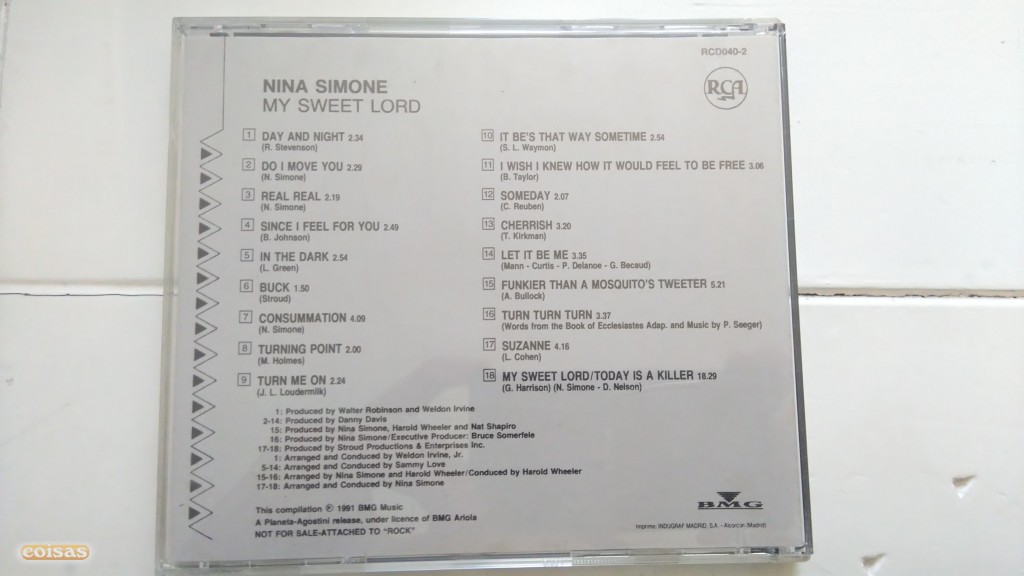 RCD040-2
RCA
NINA SIMONE
MY SWEET LORD
1 DAY AND NIGHT 2.34
(R. Stevenson)
2 DO I MOVE YOU 2.29
(N. Simone)
3 REAL REAL 2.19
(N. Simone)
4 SINCE I FEEL FOR YOU 2.49
(B. Johnson)
5 IN THE DARK 2.54
(L. Green)
6 BUCK 1.50
(Stroud)
7 CONSUMMATION 4.09
(N. Simone)
8 TURNING POINT 2.00
(M. Holmes)
9 TURN ME ON 2.24
(J. L. Loudermilk)
10 IT BE'S THAT WAY SOMETIME 2.54
(S. L. Waymon)
11 I WISH I KNEW HOW IT WOULD FEEL TO BE FREE 3.06
(B. Taylor)
12 SOMEDAY 2.07
(C. Reuben)
13 CHERRISH 3.20
(T. Kirkman)
14 LET IT BE ME 3.35
(Mann - Curtis - P. Delanoe - G. Becaud)
15 FUNKIER THAN A MOSQUITO'S TWEETER 5.21
(A. Bullock)
16 TURN TURN TURN 3.37
(Words from the Book of Ecclesiastes Adap. and Music by P. Seeger)
17 SUZANNE 4.16
(L. Cohen)
18 MY SWEET LORD/TODAY IS A KILLER 18.29
(G. Harrison) (N. Simone - D. Nelson)
1: Produced by Walter Robinson and Weldon Irvine
2-14: Produced by Danny Davis
15: Produced by Nina Simone, Harold Wheeler and Nat Shapiro
16: Produced by Nina Simone/Executive Producer: Bruce Somerfele
17-18: Produced by Stroud Productions & Enterprises Inc.
1: Arranged and Conduced by Weldon Irvine, Jr.
5-14: Arranged and Conduced by Sammy Love
15-16: Arranged by Nina Simone and Harold Wheeler/Conduced by Harold Wheeler
17-18: Arranged and Conduced by Nina Simone
This compilation ℗ 1991 BMG Music
A Planeta-Agostini release, under licence of BMG Ariola
NOT FOR SALE-ATTACHED TO "ROCK"
BMG
Imprime: INDUGRAF MADRID, S.A. - Alcorcón (Madrid)
coisas